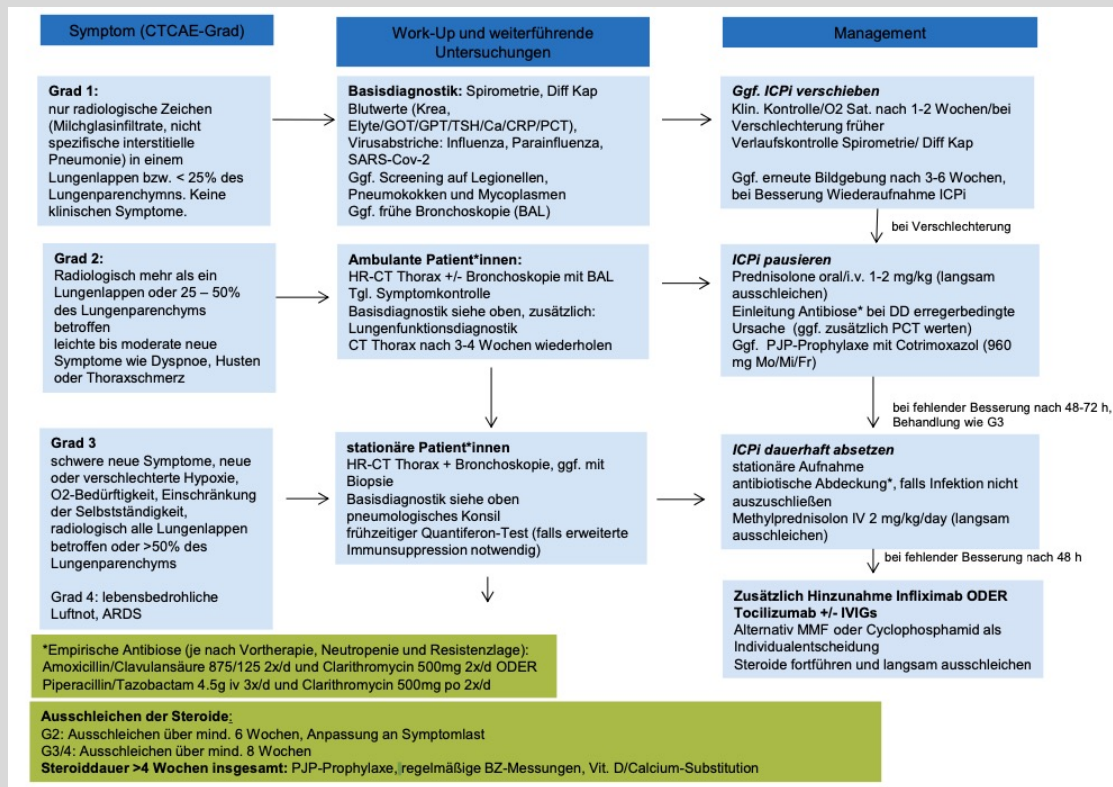 Symptom (CTCAE-Grad)
Work-Up und weiterführende
Untersuchungen
Management
Grad 1:
nur radiologische Zeichen
(Milchglasinfiltrate, nicht
spezifische interstitielle
Pneumonie) in einem
Lungenlappen bzw. < 25% des
Lungenparenchymns. Keine
klinischen Symptome.
Basisdiagnostik: Spirometrie, Diff Kap
Blutwerte (Krea,
Elyte/GOT/GPT/TSH/Ca/CRP/PCT),
Virusabstriche: Influenza, Parainfluenza,
SARS-Cov-2
Ggf. Screening auf Legionellen,
Pneumokokken und Mycoplasmen
Ggf. frühe Bronchoskopie (BAL)
Ggf. ICPi verschieben
Klin. Kontrolle/O2 Sat. nach 1-2 Wochen/bei
Verschlechterung früher
Verlaufskontrolle Spirometrie/ Diff Kap
Ggf. erneute Bildgebung nach 3-6 Wochen,
bei Besserung Wiederaufnahme ICPi
bei Verschlechterung
Grad 2:
Radiologisch mehr als ein
Lungenlappen oder 25 – 50%
des Lungenparenchyms
betroffen
leichte bis moderate neue
Symptome wie Dyspnoe, Husten
oder Thoraxschmerz
Ambulante Patient*innen:
HR-CT Thorax +/- Bronchoskopie mit BAL
Tgl. Symptomkontrolle
Basisdiagnostik siehe oben, zusätzlich:
Lungenfunktionsdiagnostik
CT Thorax nach 3-4 Wochen wiederholen
ICPi pausieren
Prednisolone oral/i.v. 1-2 mg/kg (langsam
ausschleichen)
Einleitung Antibiose* bei DD erregerbedingte
Ursache  (ggf. zusätzlich PCT werten)
Ggf.  PJP-Prophylaxe mit Cotrimoxazol (960
mg Mo/Mi/Fr)
bei fehlender Besserung nach 48-72 h,
Behandlung wie G3
Grad 3
schwere neue Symptome, neue
oder verschlechterte Hypoxie,
O2-Bedürftigkeit, Einschränkung
der Selbstständigkeit,
radiologisch alle Lungenlappen
betroffen oder >50% des
Lungenparenchyms
Grad 4: lebensbedrohliche
Luftnot, ARDS
stationäre Patient*innen
HR-CT Thorax + Bronchoskopie, ggf. mit
Biopsie
Basisdiagnostik siehe oben
pneumologisches Konsil
frühzeitiger Quantiferon-Test (falls erweiterte
Immunsuppression notwendig)
ICPi dauerhaft absetzen
stationäre Aufnahme
antibiotische Abdeckung*, falls Infektion nicht
auszuschließen
Methylprednisolon IV 2 mg/kg/day (langsam
ausschleichen)
bei fehlender Besserung nach 48 h
Zusätzlich Hinzunahme Infliximab ODER
Tocilizumab +/- IVIGs
Alternativ MMF oder Cyclophosphamid als
Individualentscheidung
Steroide fortführen und langsam ausschleichen
*Empirische Antibiose (je nach Vortherapie, Neutropenie und Resistenzlage):
Amoxicillin/Clavulansäure 875/125 2x/d und Clarithromycin 500mg 2x/d ODER
Piperacillin/Tazobactam 4.5g iv 3x/d und Clarithromycin 500mg po 2x/d
Ausschleichen der Steroide:
G2: Ausschleichen über mind. 6 Wochen, Anpassung an Symptomlast
G3/4: Ausschleichen über mind. 8 Wochen
Steroiddauer >4 Wochen insgesamt: PJP-Prophylaxe, regelmäßige BZ-Messungen, Vit. D/Calcium-Substitution